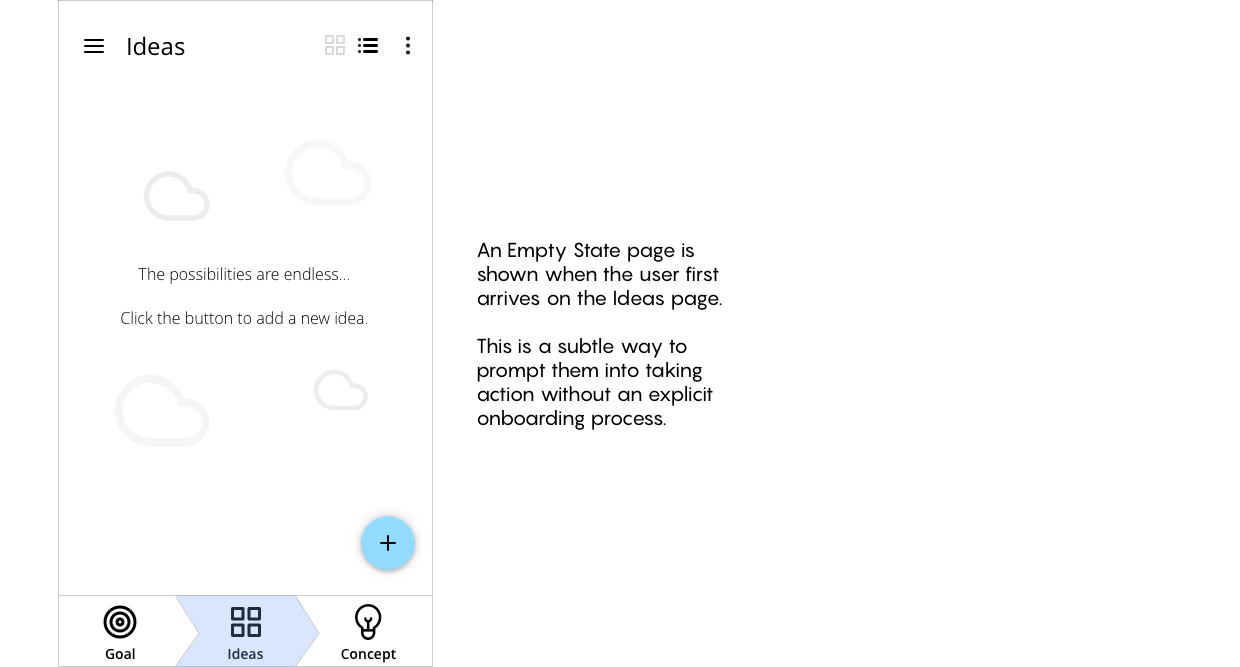 Ideas
The possibilities are endless...
Click the button to add a new idea.
An Empty State page is
shown when the user first
arrives on the Ideas page.
This is a subtle way to
prompt them into taking
action without an explicit
onboarding process.
Goal
Ideas
Concept